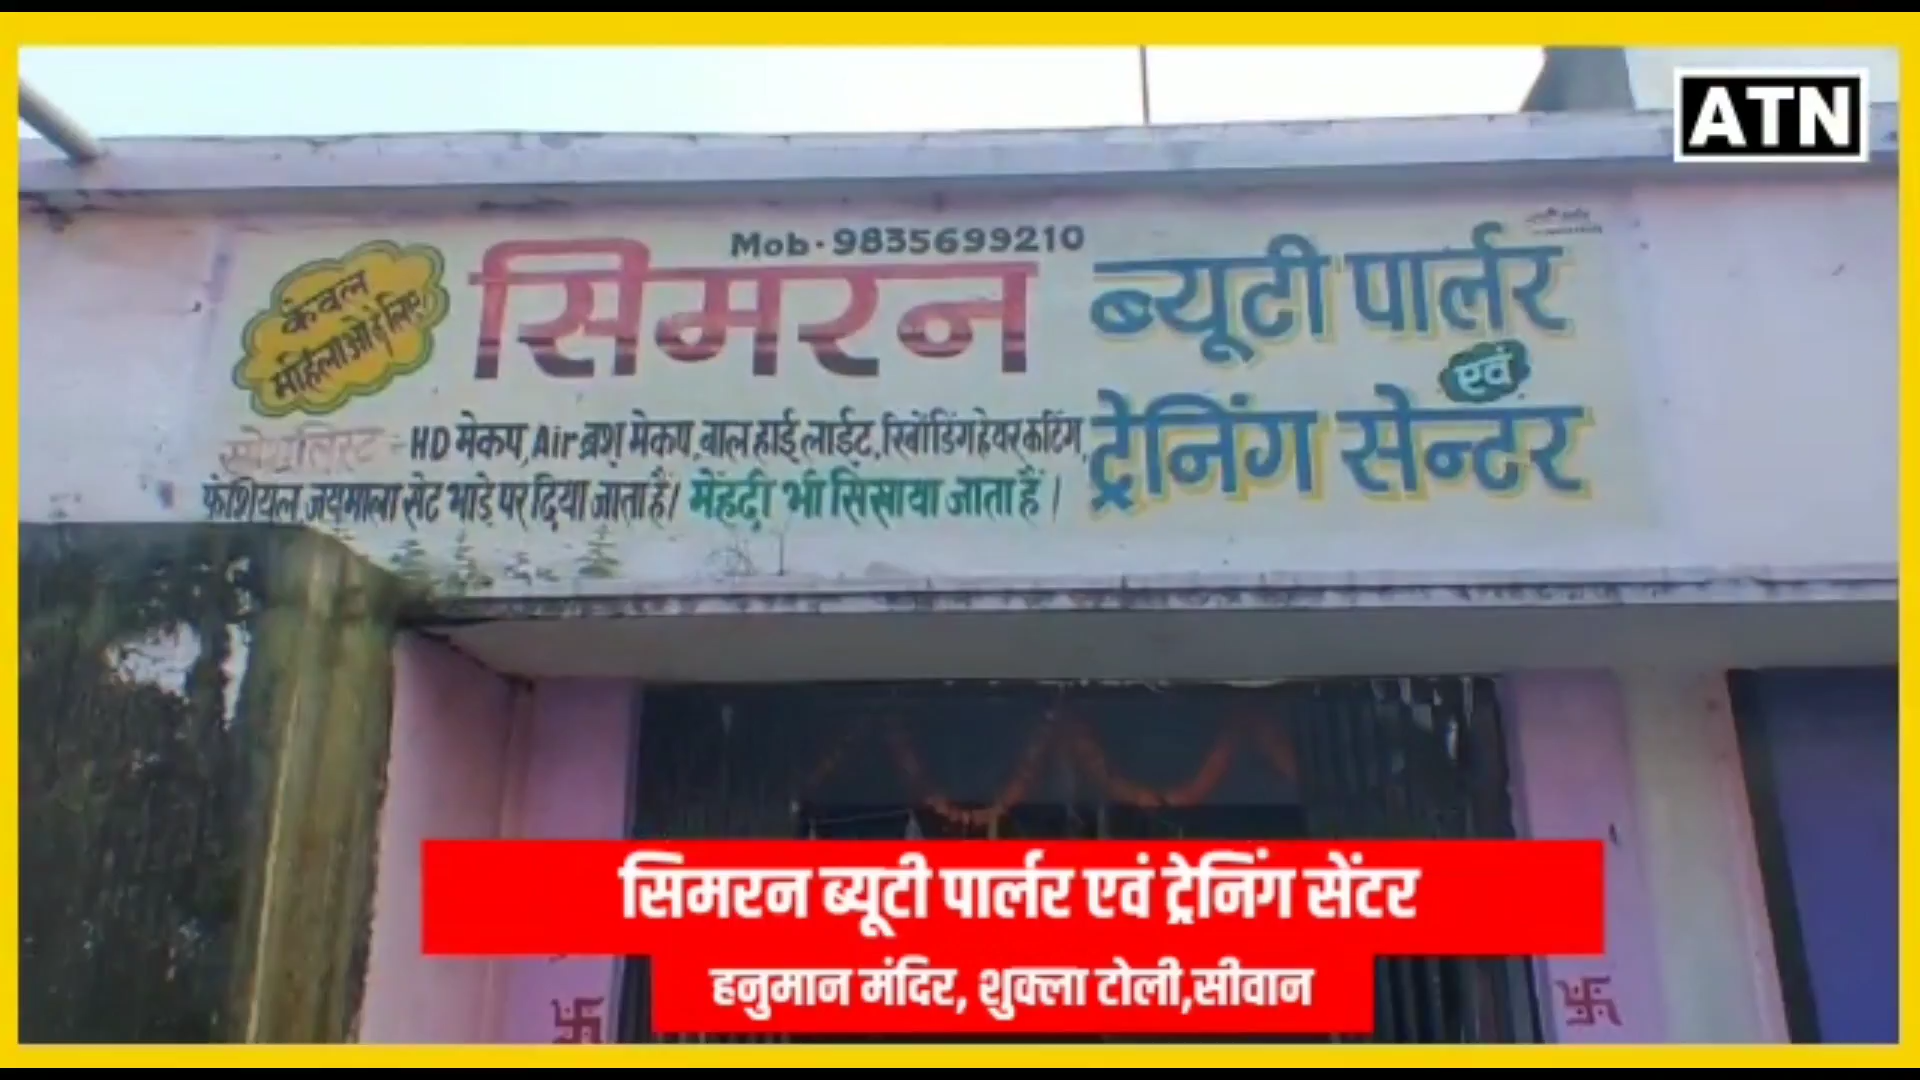 ATN
Mob. 9835699210
केवल
महिलाओं के लिए
सिमरन
ब्यूटी पार्लर
एवं
ट्रेनिंग सेन्टर
स्पेशलिस्ट - HD मेकप, Air ब्रश मेकप, बाल हाई लाईट, रिबोंडिंग हेयर कटिंग,
फेशियल जयमाला सेट भाड़े पर दिया जाता है। मेहंदी भी सिखाया जाता है।
सिमरन ब्यूटी पार्लर एवं ट्रेनिंग सेंटर
हनुमान मंदिर, शुक्ला टोली,सीवान